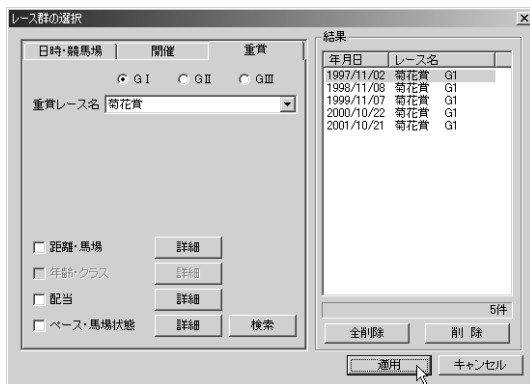 レース群の選択
日時・競馬場 開催 重賞
GⅠ GⅡ GⅢ
重賞レース名 菊花賞
距離・馬場 詳細
年齢・クラス 詳細
配当 詳細
ペース・馬場状態 詳細 検索
結果
年月日 レース名
1997/11/02 菊花賞 G1
1998/11/08 菊花賞 G1
1999/11/07 菊花賞 G1
2000/10/22 菊花賞 G1
2001/10/21 菊花賞 G1
5件
全削除 削 除
適用 キャンセル